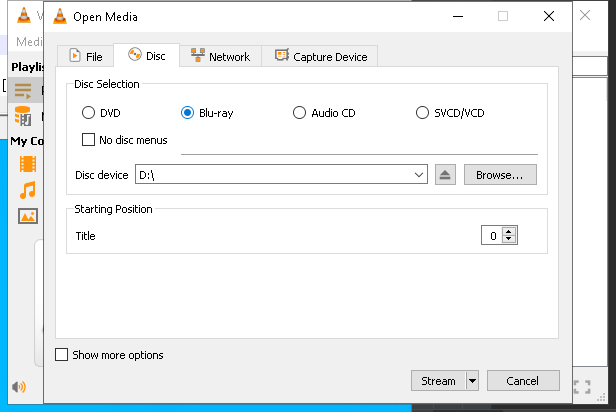 Open Media
Medi
File
Disc
Network
Capture Device
Playlis
Disc Selection
DVD
Blu-ray
Audio CD
SVCD/VCD
No disc menus
My Co
Disc device
D:\
Browse...
Starting Position
Title
0
Show more options
Stream
Cancel